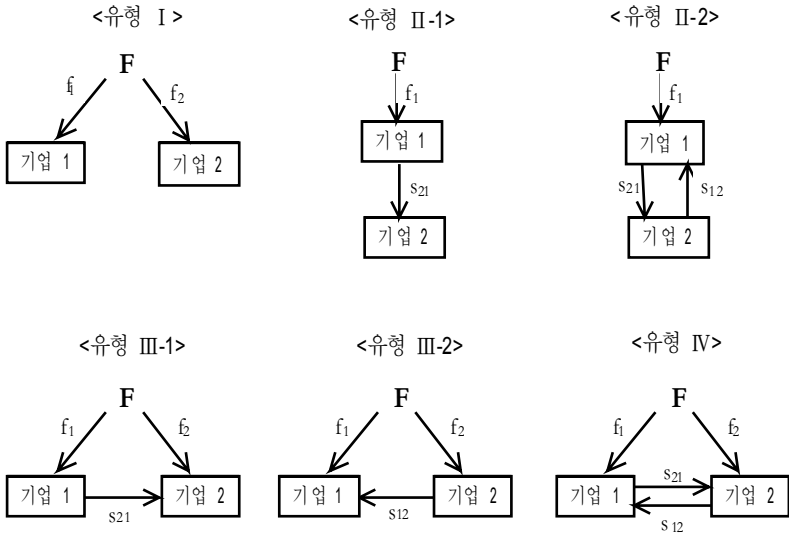 <유형 Ⅰ>
<유형 Ⅱ-1>
<유형 Ⅱ-2>
F
F
F
f1
f2
f1
f1
기업 1
기업 2
기업 1
기업 1
s21
s21
s12
기업 2
기업 2
<유형 Ⅲ-1>
<유형 Ⅲ-2>
<유형 Ⅳ>
F
F
F
f1
f2
f1
f2
f1
f2
기업 1
기업 2
기업 1
기업 2
기업 1
기업 2
s21
s12
s21
s12